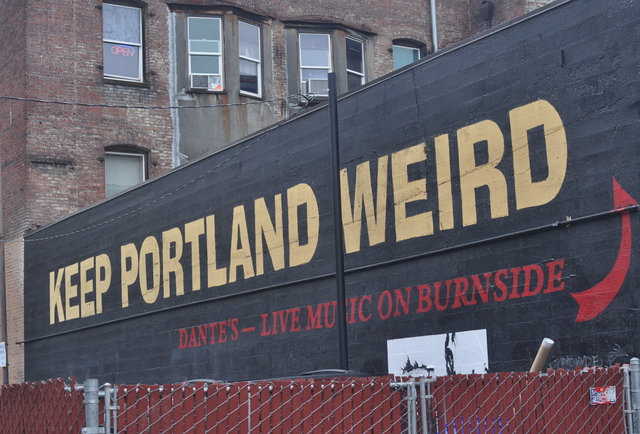 OPEN
KEEP PORTLAND WEIRD
DANTE'S — LIVE MUSIC ON BURNSIDE